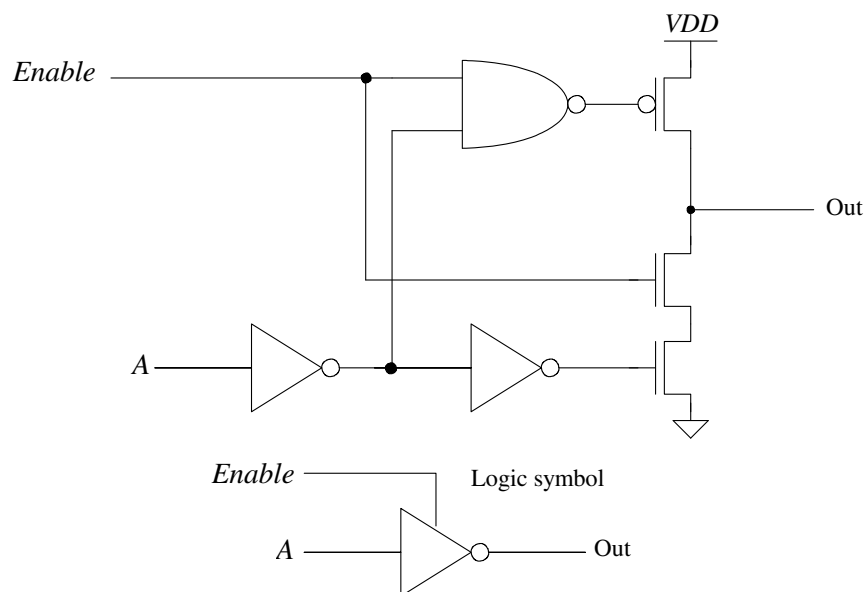 VDD
Enable
Out
A
Enable
Logic symbol
A
Out